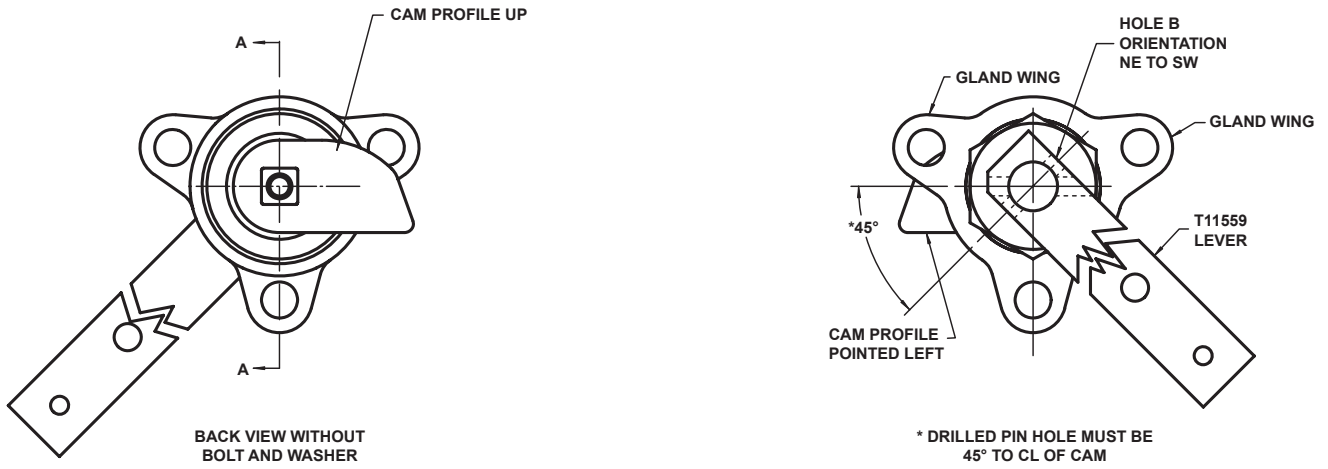 CAM PROFILE UP
A
A
BACK VIEW WITHOUT
BOLT AND WASHER
HOLE B
ORIENTATION
NE TO SW
GLAND WING
GLAND WING
*45°
T11559
LEVER
CAM PROFILE
POINTED LEFT
* DRILLED PIN HOLE MUST BE
45° TO CL OF CAM